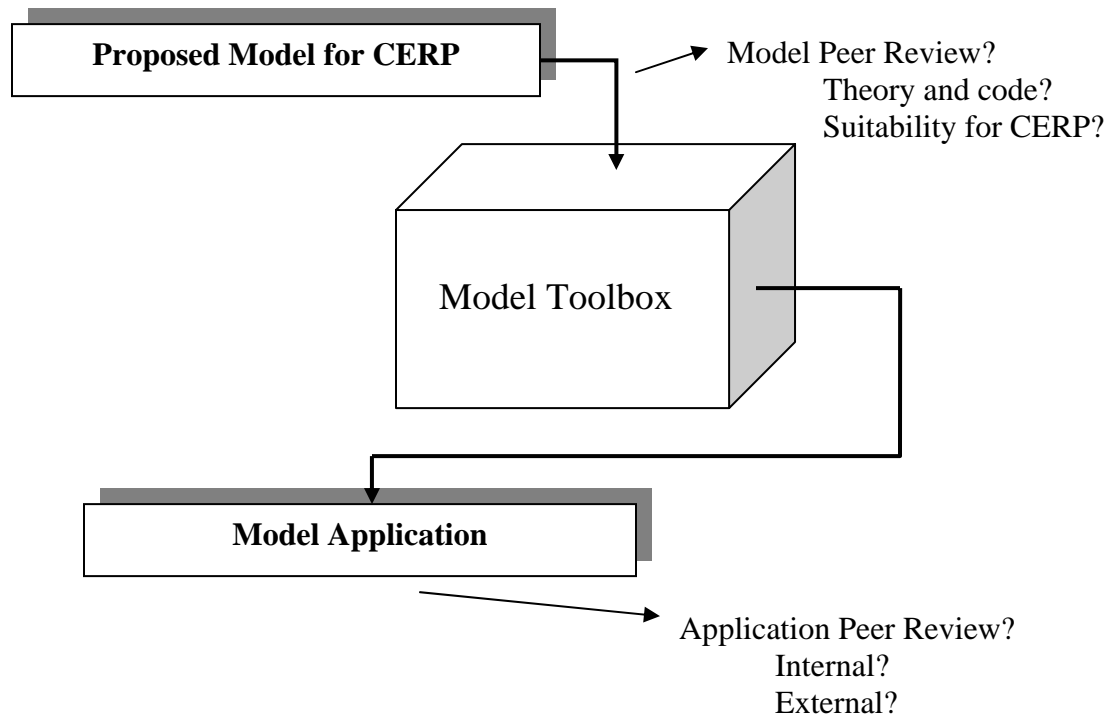 Proposed Model for CERP
Model Peer Review?
Theory and code?
Suitability for CERP?
Model Toolbox
Model Application
Application Peer Review?
Internal?
External?